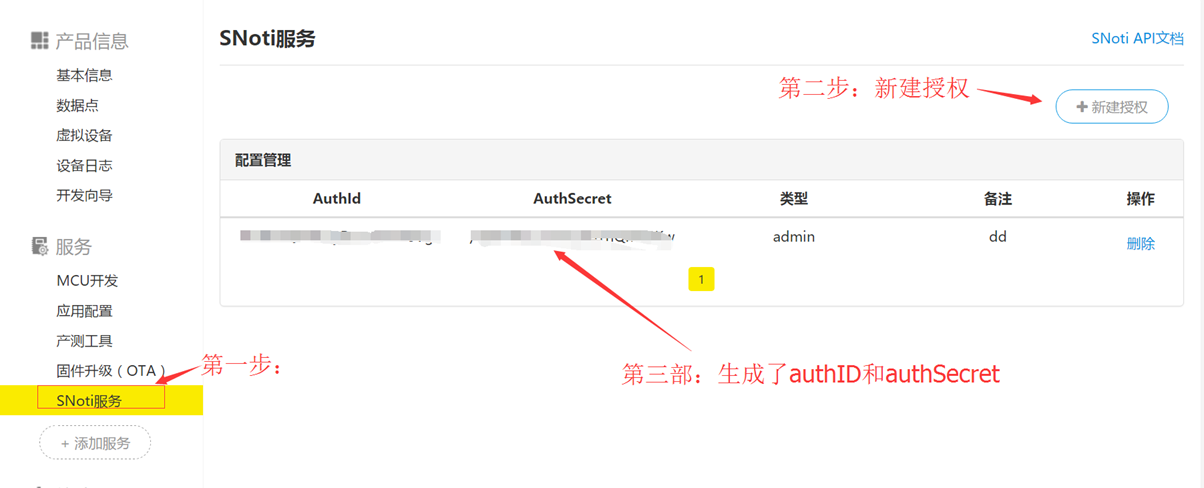 产品信息
基本信息
数据点
虚拟设备
设备日志
开发向导
服务
MCU开发
应用配置
产测工具
固件升级（OTA）
SNoti服务
+ 添加服务
第一步：
SNoti服务
SNoti API文档
第二步：新建授权
+ 新建授权
配置管理
AuthId AuthSecret 类型 备注 操作
admin dd 删除
1
第三部：生成了authID和authSecret